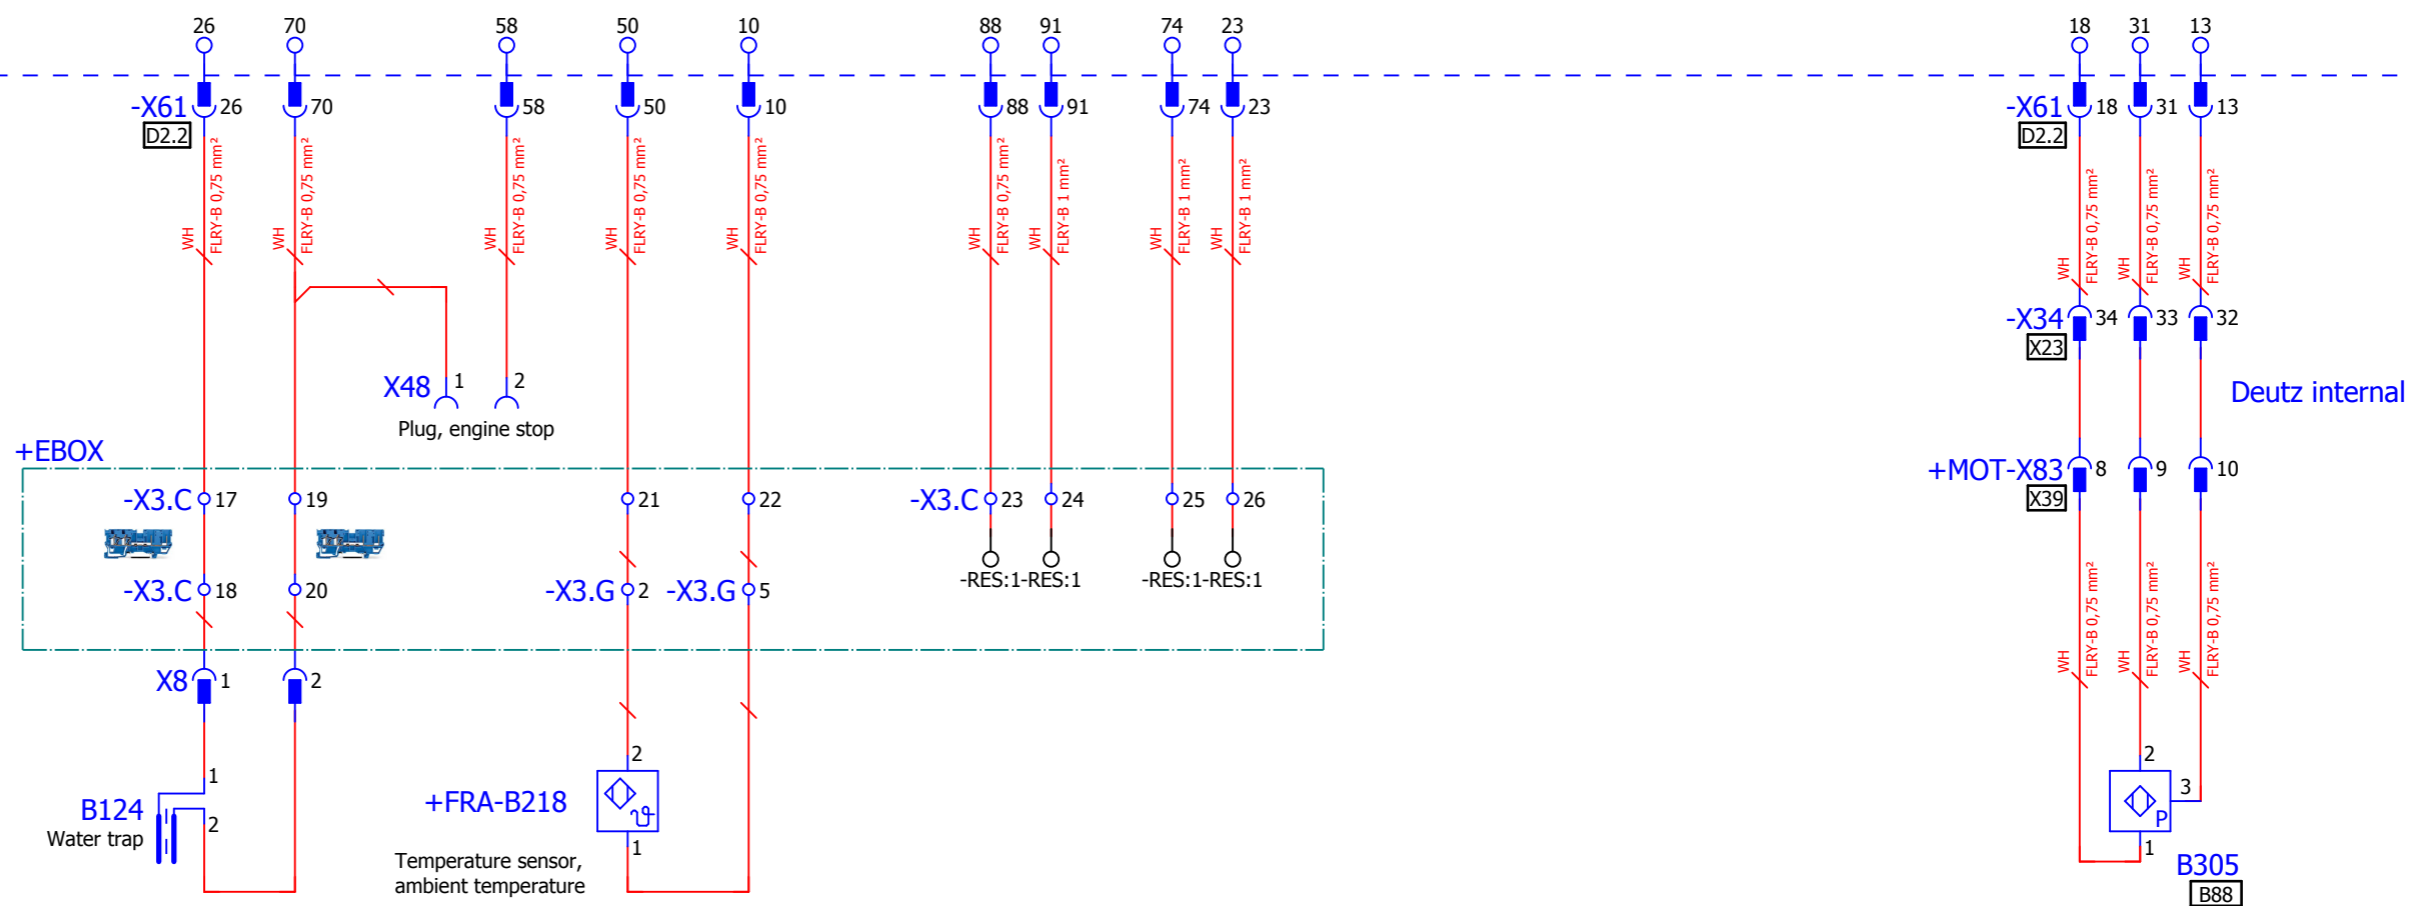 26 70 58 50 10 88 91 74 23 18 31 13
-X61 26 70 58 50 10 88 91 74 23 -X61 18 31 13
D2.2 D2.2
WH FLRY-B 0,75 mm²
WH FLRY-B 0,75 mm²
WH FLRY-B 0,75 mm²
WH FLRY-B 0,75 mm²
WH FLRY-B 0,75 mm²
WH FLRY-B 0,75 mm²
WH FLRY-B 1 mm²
WH FLRY-B 1 mm²
WH FLRY-B 1 mm²
WH FLRY-B 0,75 mm²
WH FLRY-B 0,75 mm²
WH FLRY-B 0,75 mm²
-X34 34 33 32
X23
X48 1 2
Plug, engine stop
Deutz internal
+EBOX
+MOT-X83 8 9 10
X39
-X3.C 17 19 21 22 -X3.C 23 24 25 26
-RES:1 -RES:1 -RES:1 -RES:1
-X3.C 18 20 -X3.G 2 -X3.G 5
WH FLRY-B 0,75 mm²
WH FLRY-B 0,75 mm²
WH FLRY-B 0,75 mm²
X8 1 2
1
B124
Water trap
2
2
+FRA-B218
ϑ
1
Temperature sensor,
ambient temperature
2
3
P
1
B305
B88